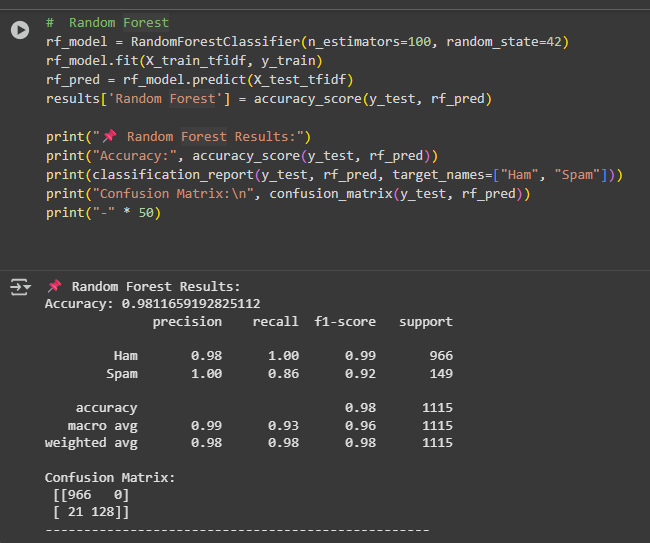 #  Random Forest
rf_model = RandomForestClassifier(n_estimators=100, random_state=42)
rf_model.fit(X_train_tfidf, y_train)
rf_pred = rf_model.predict(X_test_tfidf)
results['Random Forest'] = accuracy_score(y_test, rf_pred)
print("📌 Random Forest Results:")
print("Accuracy:", accuracy_score(y_test, rf_pred))
print(classification_report(y_test, rf_pred, target_names=["Ham", "Spam"]))
print("Confusion Matrix:\n", confusion_matrix(y_test, rf_pred))
print("-" * 50)
📌 Random Forest Results:
Accuracy: 0.9811659192825112
              precision    recall  f1-score   support
         Ham       0.98      1.00      0.99       966
        Spam       1.00      0.86      0.92       149
    accuracy                           0.98      1115
   macro avg       0.99      0.93      0.96      1115
weighted avg       0.98      0.98      0.98      1115
Confusion Matrix:
 [[966   0]
 [ 21 128]]
--------------------------------------------------